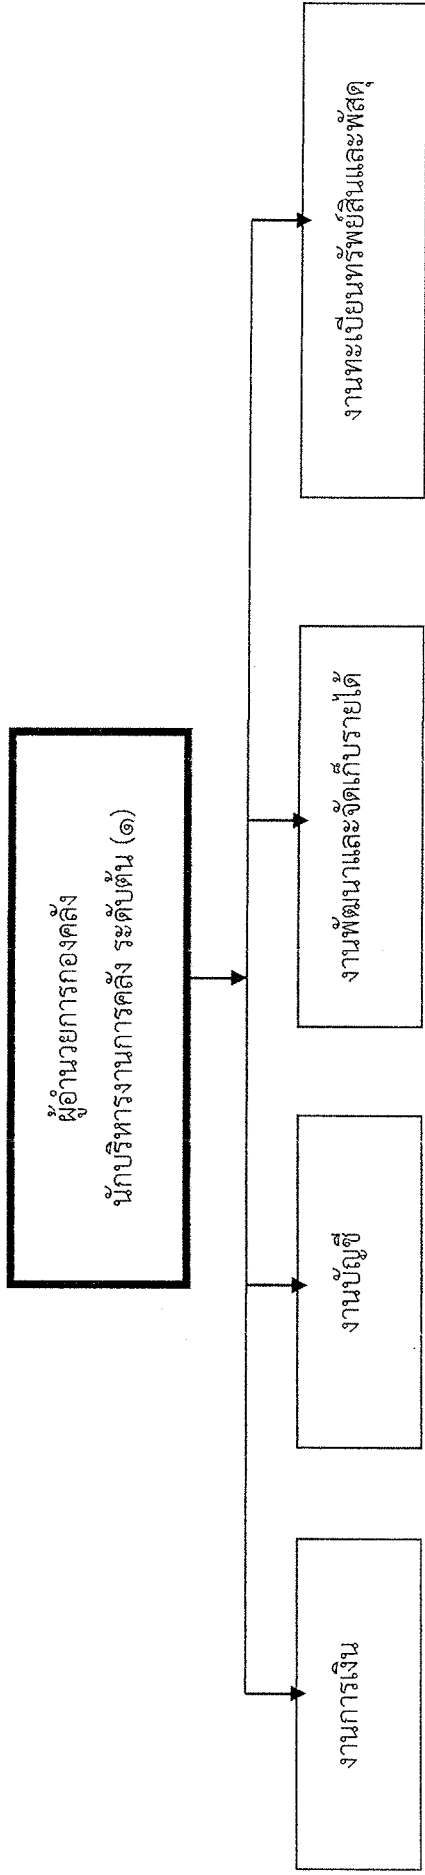 ผู้อำนวยการกองคลัง
นักบริหารงานการคลัง ระดับต้น (๑)
งานการเงิน
งานบัญชี
งานพัฒนาและจัดเก็บรายได้
งานทะเบียนทรัพย์สินและพัสดุ